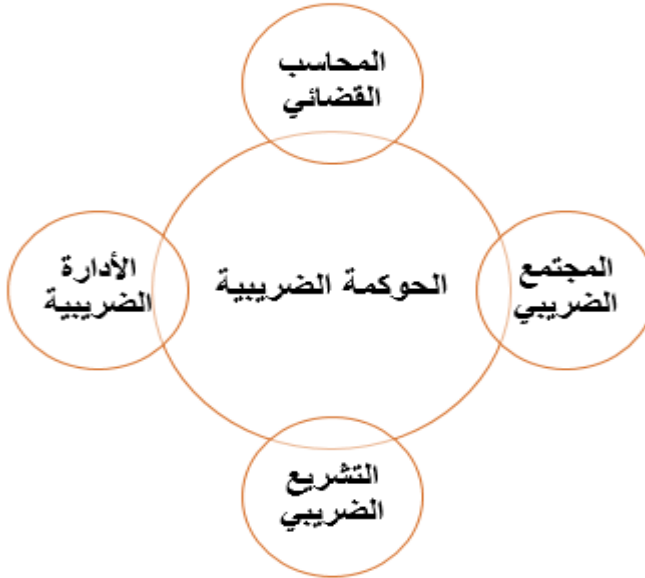 المحاسب
القضائي
المجتمع
الضريبي
الحوكمة الضريبية
الأدارة
الضريبية
التشريع
الضريبي